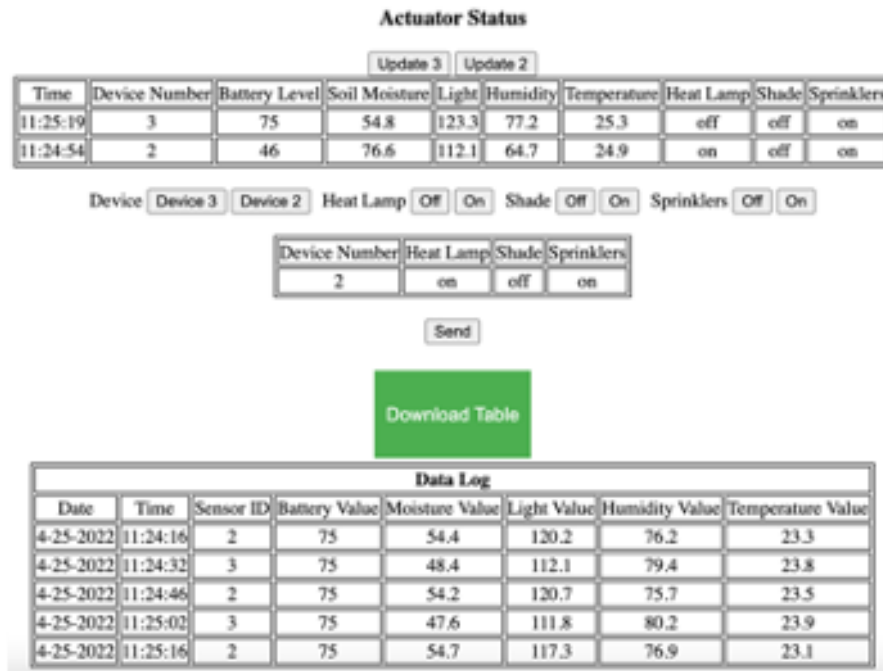 Actuator Status
Update 3 Update 2
Time Device Number Battery Level Soil Moisture Light Humidity Temperature Heat Lamp Shade Sprinklers
11:25:19 3 75 54.8 123.3 77.2 25.3 off off on
11:24:54 2 46 76.6 112.1 64.7 24.9 on off on
Device Device 3 Device 2 Heat Lamp Off On Shade Off On Sprinklers Off On
Device Number Heat Lamp Shade Sprinklers
2 on off on
Send
Download Table
Data Log
Date Time Sensor ID Battery Value Moisture Value Light Value Humidity Value Temperature Value
4-25-2022 11:24:16 2 75 54.4 120.2 76.2 23.3
4-25-2022 11:24:32 3 75 48.4 112.1 79.4 23.8
4-25-2022 11:24:46 2 75 54.2 120.7 75.7 23.5
4-25-2022 11:25:02 3 75 47.6 111.8 80.2 23.9
4-25-2022 11:25:16 2 75 54.7 117.3 76.9 23.1